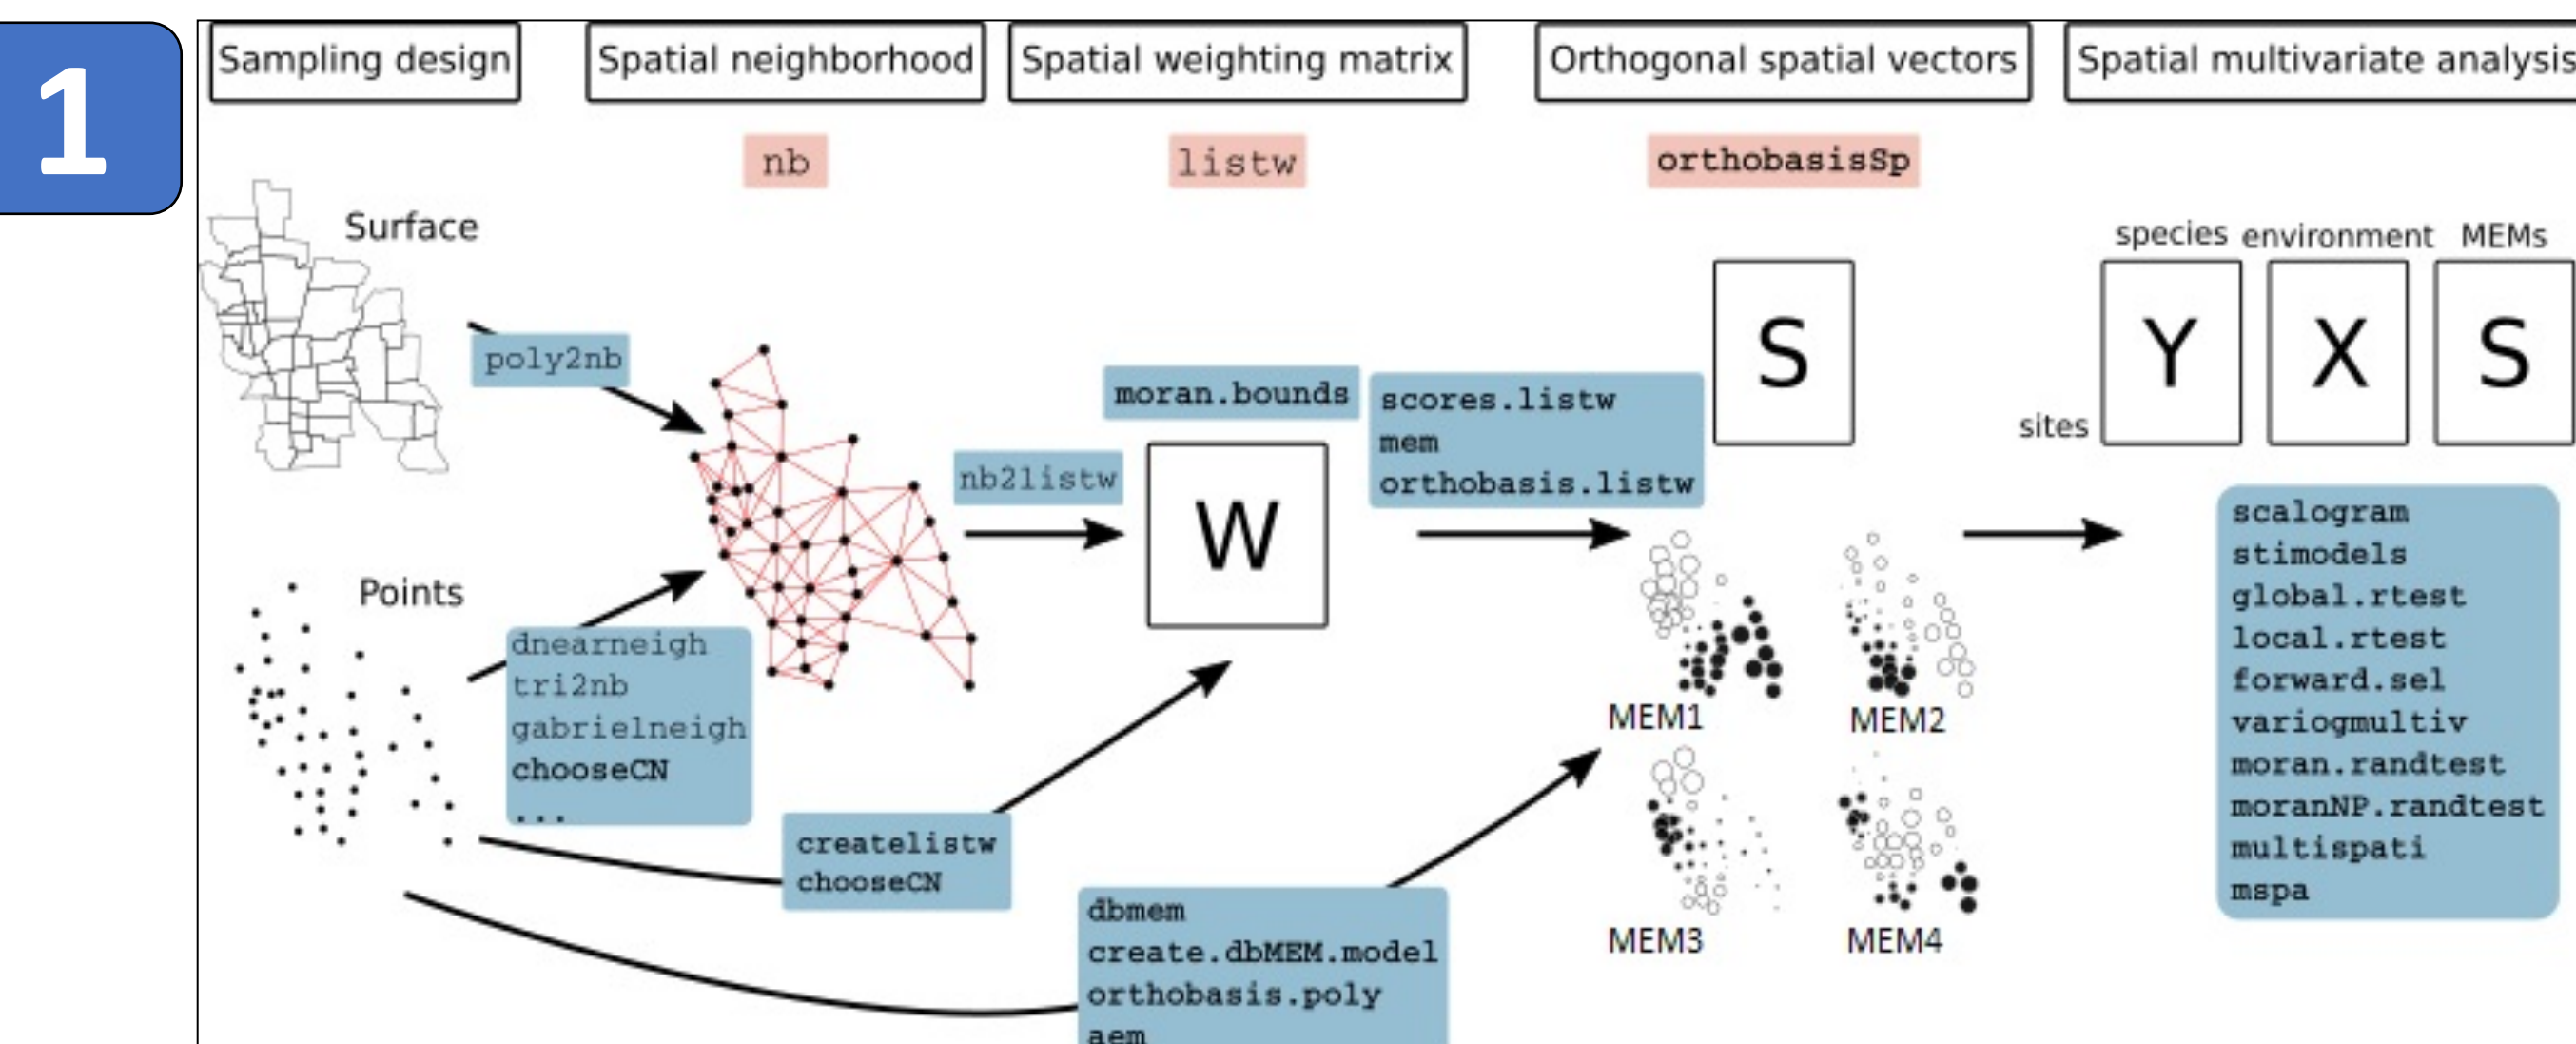 1
Sampling design
Spatial neighborhood
Spatial weighting matrix
Orthogonal spatial vectors
Spatial multivariate analysis
nb
listw
orthobasisSp
Surface
poly2nb
Points
dnearneigh
tri2nb
gabrielneigh
chooseCN
...
nb2listw
moran.bounds
W
createlistw
chooseCN
scores.listw
mem
orthobasis.listw
dbmem
create.dbMEM.model
orthobasis.poly
aem
S
MEM1
MEM2
MEM3
MEM4
species environment MEMs
sites
Y X S
scalogram
stimodels
global.rtest
local.rtest
forward.sel
variogmultiv
moran.randtest
moranNP.randtest
multispati
mspa